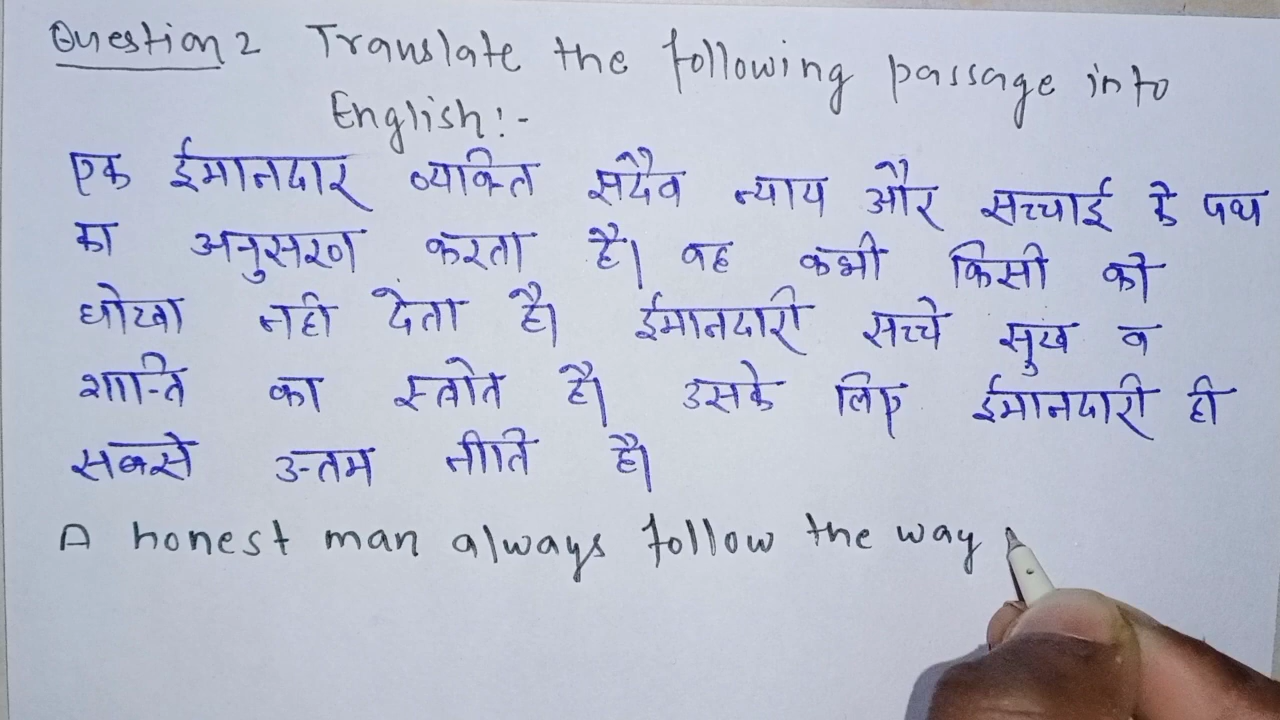 Question 2 Translate the following passage into
English:-
एक ईमानदार व्यक्ति सदैव न्याय और सच्चाई के पथ
का अनुसरण करता है। वह कभी किसी को
धोखा नही देता है। ईमानदारी सच्चे सुख व
शान्ति का स्त्रोत है। उसके लिए ईमानदारी ही
सबसे उत्तम नीति है।
A honest man always follow the way